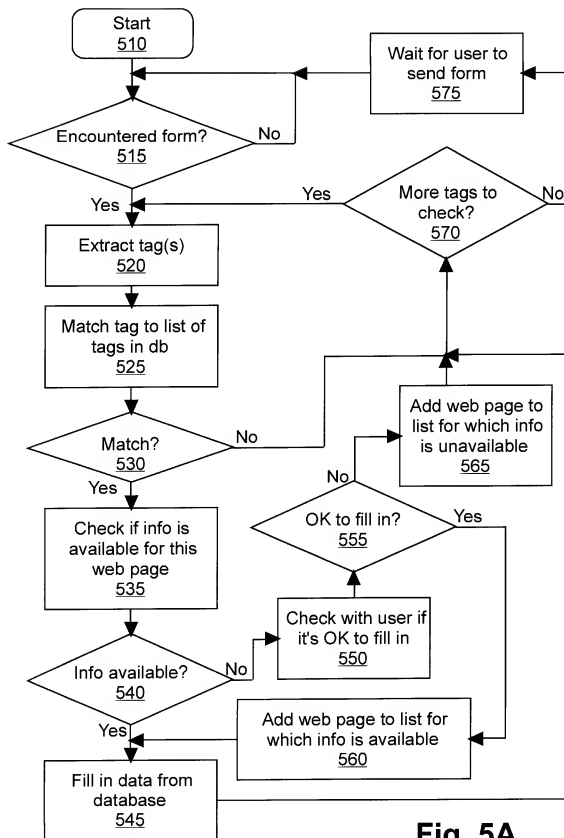 Start
510
Wait for user to
send form
575
Encountered form?
515
No
Yes
More tags to
check?
570
Yes
No
Extract tag(s)
520
Match tag to list of
tags in db
525
Match?
530
No
Yes
Add web page to
list for which info
is unavailable
565
No
OK to fill in?
555
Yes
Check if info is
available for this
web page
535
Check with user if
it's OK to fill in
550
Info available?
540
No
Yes
Add web page to list for
which info is available
560
Fill in data from
database
545
Fig. 5A